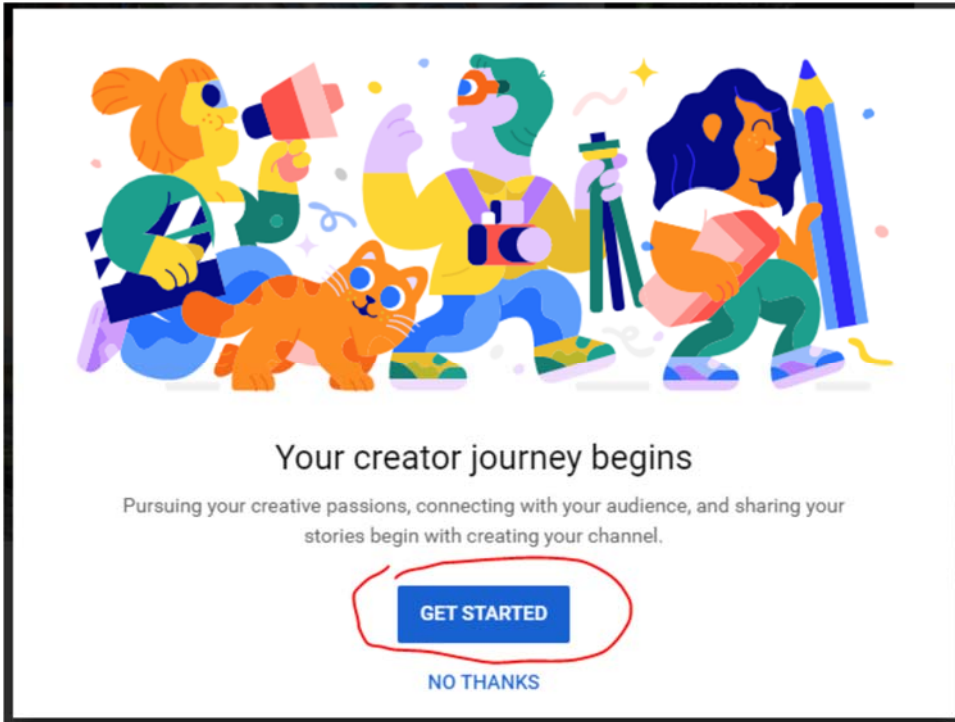 Your creator journey begins
Pursuing your creative passions, connecting with your audience, and sharing your
stories begin with creating your channel.
GET STARTED
NO THANKS